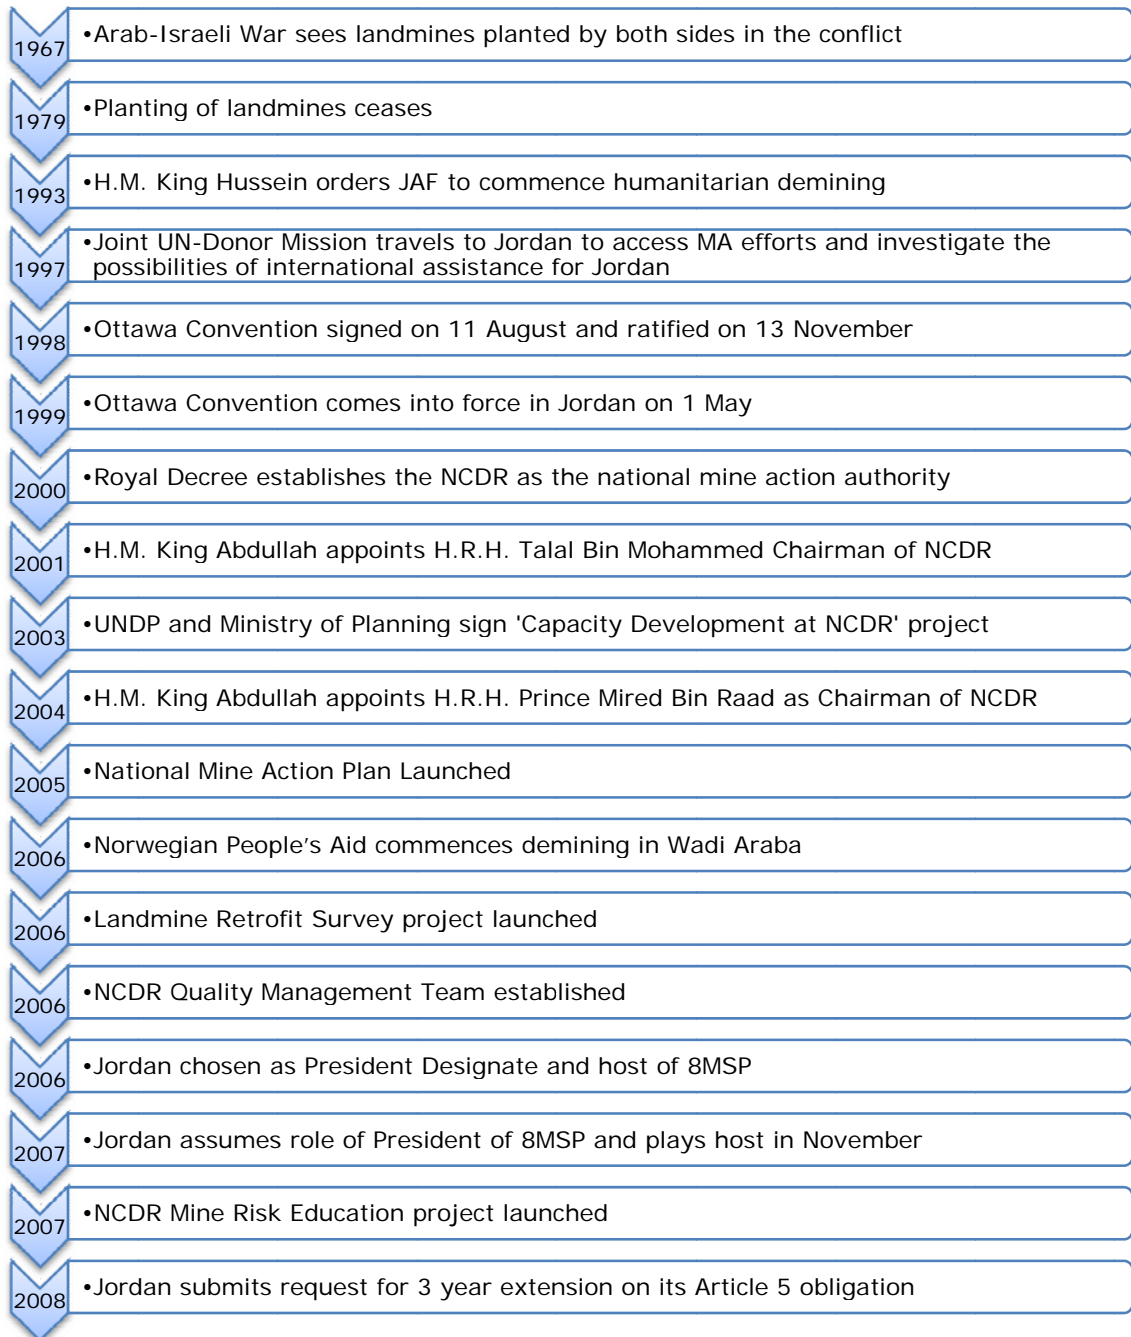 1967
•Arab-Israeli War sees landmines planted by both sides in the conflict
1979
•Planting of landmines ceases
1993
•H.M. King Hussein orders JAF to commence humanitarian demining
1997
•Joint UN-Donor Mission travels to Jordan to access MA efforts and investigate the
possibilities of international assistance for Jordan
1998
•Ottawa Convention signed on 11 August and ratified on 13 November
1999
•Ottawa Convention comes into force in Jordan on 1 May
2000
•Royal Decree establishes the NCDR as the national mine action authority
2001
•H.M. King Abdullah appoints H.R.H. Talal Bin Mohammed Chairman of NCDR
2003
•UNDP and Ministry of Planning sign 'Capacity Development at NCDR' project
2004
•H.M. King Abdullah appoints H.R.H. Prince Mired Bin Raad as Chairman of NCDR
2005
•National Mine Action Plan Launched
2006
•Norwegian People’s Aid commences demining in Wadi Araba
2006
•Landmine Retrofit Survey project launched
2006
•NCDR Quality Management Team established
2006
•Jordan chosen as President Designate and host of 8MSP
2007
•Jordan assumes role of President of 8MSP and plays host in November
2007
•NCDR Mine Risk Education project launched
2008
•Jordan submits request for 3 year extension on its Article 5 obligation